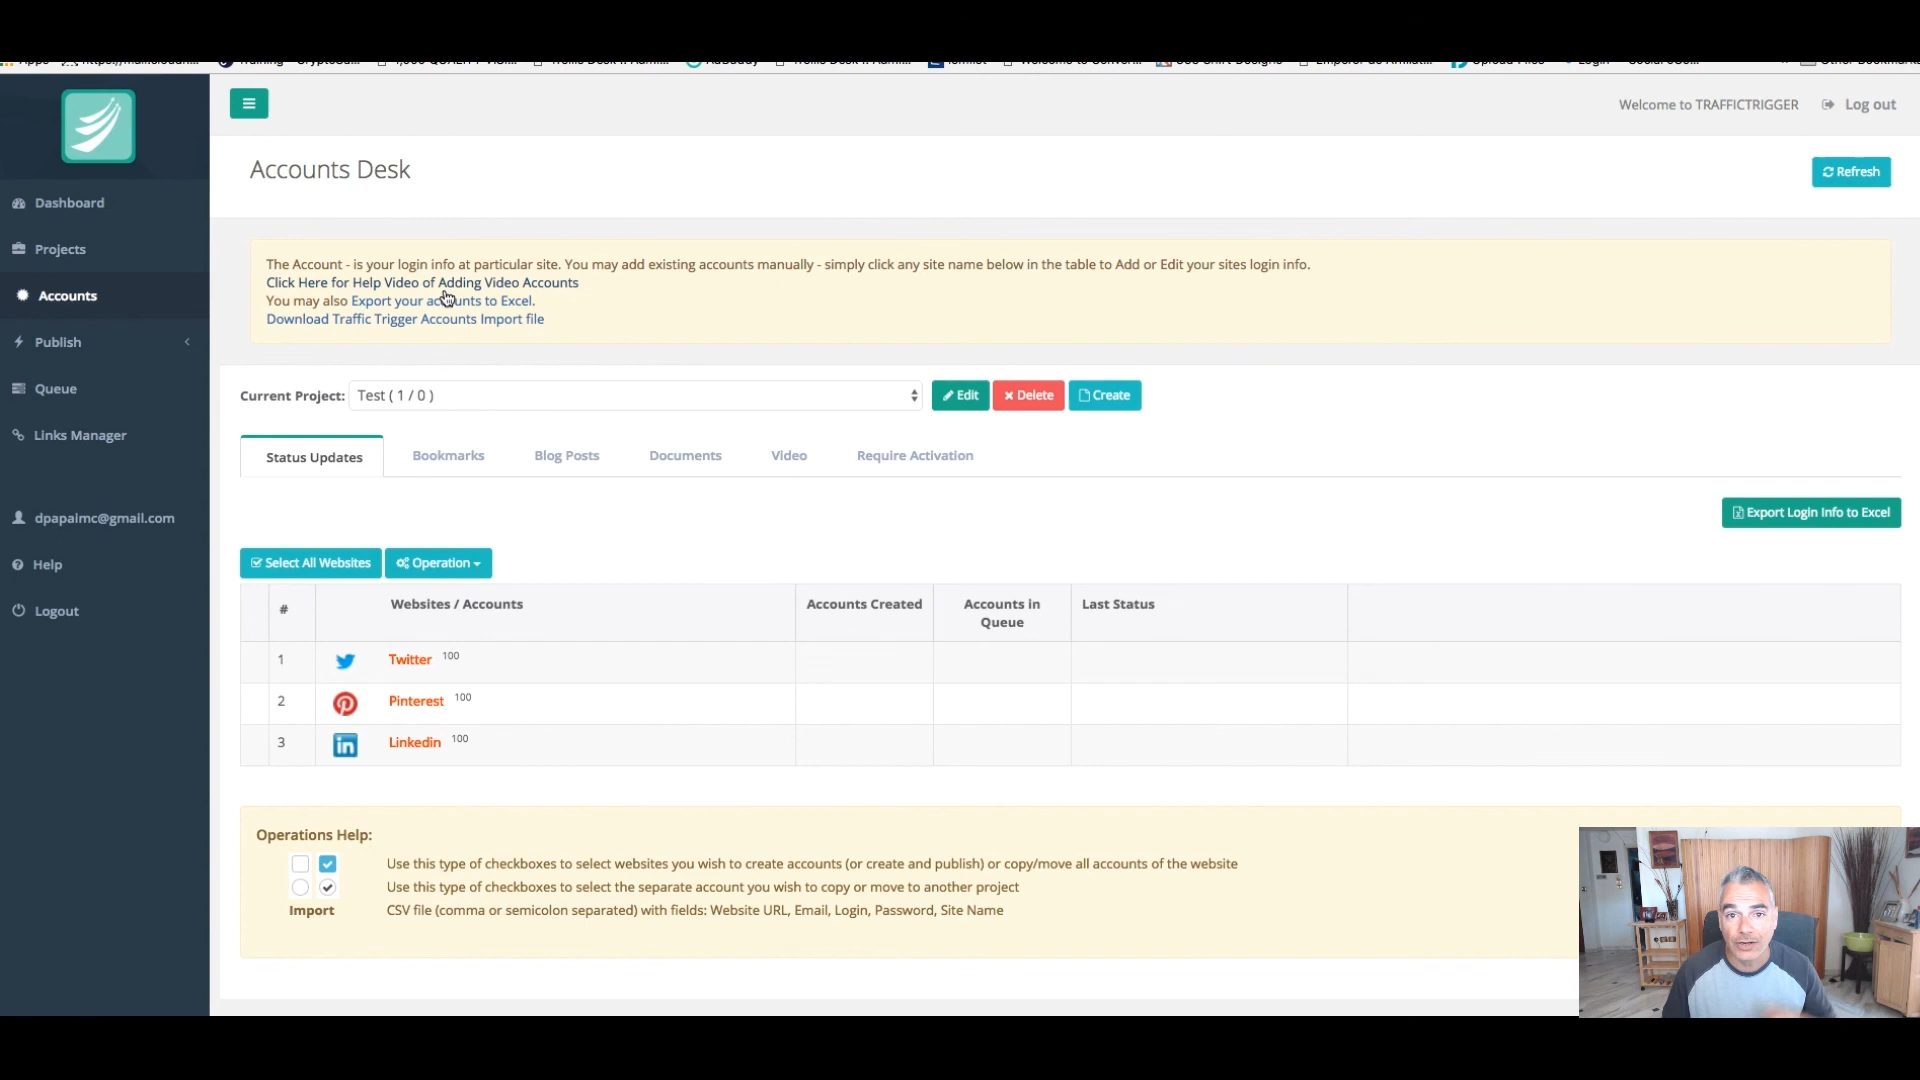 Welcome to TRAFFICTRIGGER
Log out
Accounts Desk
Refresh
Dashboard
Projects
Accounts
Publish
Queue
Links Manager
dpapaimc@gmail.com
Help
Logout
The Account - is your login info at particular site. You may add existing accounts manually - simply click any site name below in the table to Add or Edit your sites login info.
Click Here for Help Video of Adding Video Accounts
You may also Export your accounts to Excel.
Download Traffic Trigger Accounts Import file
Current Project: Test ( 1 / 0 )
Edit
Delete
Create
Status Updates
Bookmarks
Blog Posts
Documents
Video
Require Activation
Export Login Info to Excel
Select All Websites
Operation
#
Websites / Accounts
Accounts Created
Accounts in
Queue
Last Status
1 Twitter 100
2 Pinterest 100
3 Linkedin 100
Operations Help:
Use this type of checkboxes to select websites you wish to create accounts (or create and publish) or copy/move all accounts of the website
Use this type of checkboxes to select the separate account you wish to copy or move to another project
Import CSV file (comma or semicolon separated) with fields: Website URL, Email, Login, Password, Site Name